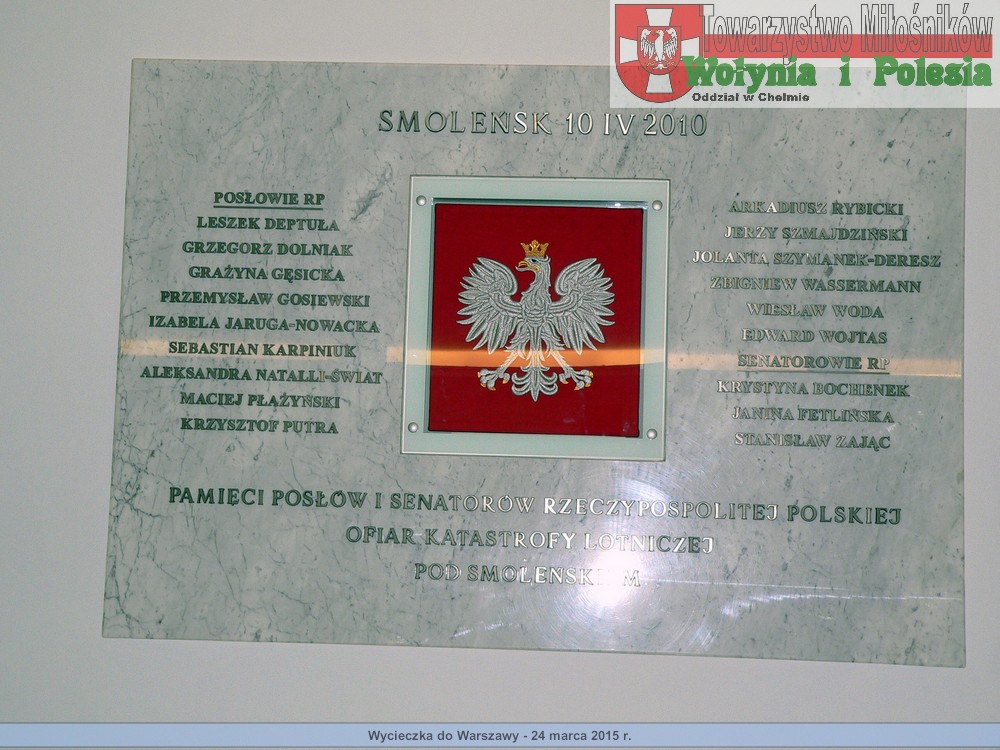 Towarzystwo Miłośników
Wołynia i Polesia
Oddział w Chełmie
SMOLEŃSK 10 IV 2010
POSŁOWIE RP
LESZEK DEPTUŁA
GRZEGORZ DOLNIAK
GRAŻYNA GĘSICKA
PRZEMYSŁAW GOSIEWSKI
IZABELA JARUGA-NOWACKA
SEBASTIAN KARPINIUK
ALEKSANDRA NATALLI-ŚWIAT
MACIEJ PŁAŻYŃSKI
KRZYSZTOF PUTRA
ARKADIUSZ RYBICKI
JERZY SZMAJDZIŃSKI
JOLANTA SZYMANEK-DERESZ
ZBIGNIEW WASSERMANN
WIESŁAW WODA
EDWARD WOJTAS
SENATOROWIE RP
KRYSTYNA BOCHENEK
JANINA FETLIŃSKA
STANISŁAW ZAJĄC
PAMIĘCI POSŁÓW I SENATORÓW RZECZYPOSPOLITEJ POLSKIEJ
OFIAR KATASTROFY LOTNICZEJ
POD SMOLEŃSKIEM
Wycieczka do Warszawy - 24 marca 2015 r.